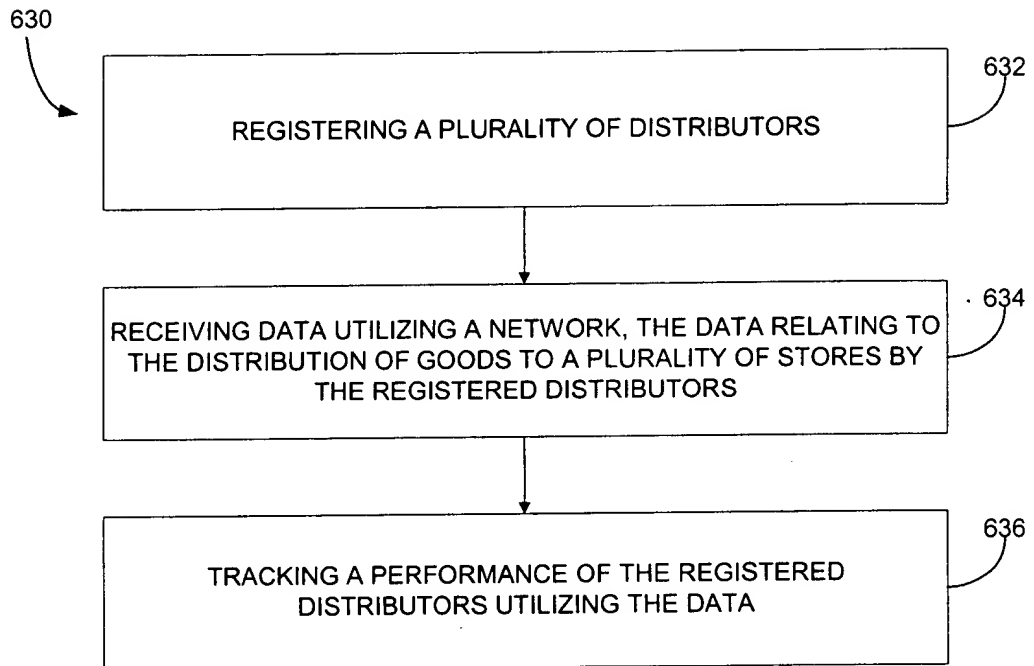 630
632
REGISTERING A PLURALITY OF DISTRIBUTORS
634
RECEIVING DATA UTILIZING A NETWORK, THE DATA RELATING TO
THE DISTRIBUTION OF GOODS TO A PLURALITY OF STORES BY
THE REGISTERED DISTRIBUTORS
636
TRACKING A PERFORMANCE OF THE REGISTERED
DISTRIBUTORS UTILIZING THE DATA